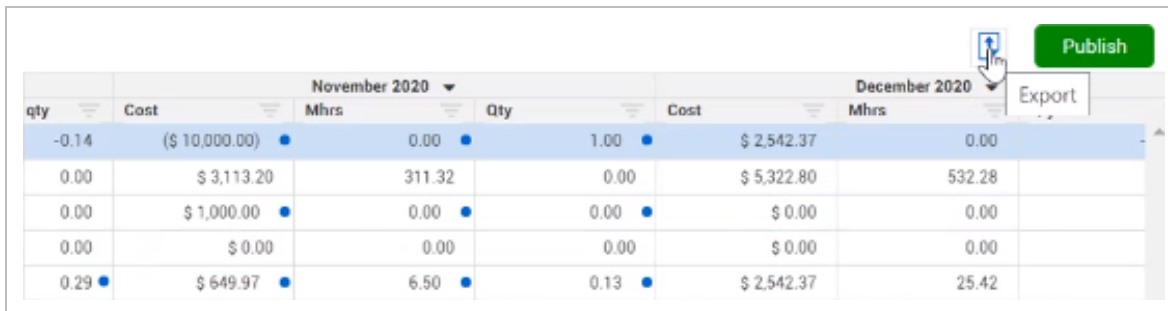 Publish
November 2020 December 2020
Export
qty Cost Mhrs Qty Cost Mhrs
-0.14 ($ 10,000.00) 0.00 1.00 $ 2,542.37 0.00 -
0.00 $ 3,113.20 311.32 0.00 $ 5,322.80 532.28
0.00 $ 1,000.00 0.00 0.00 $ 0.00 0.00
0.00 $ 0.00 0.00 0.00 $ 0.00 0.00
0.29 $ 649.97 6.50 0.13 $ 2,542.37 25.42